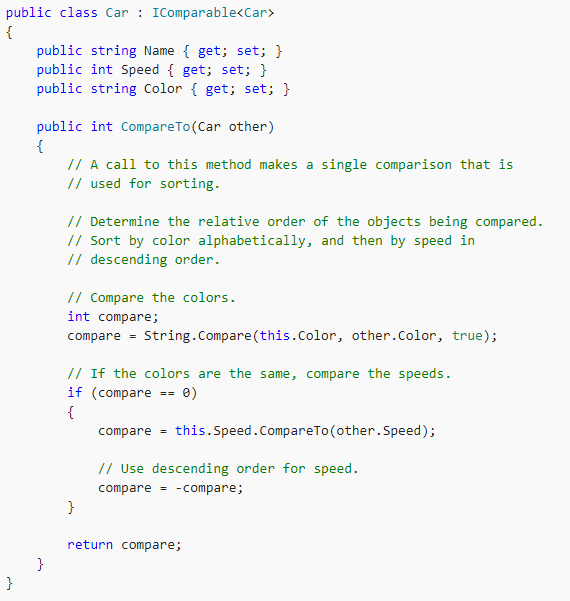 public class Car : IComparable<Car>
{
    public string Name { get; set; }
    public int Speed { get; set; }
    public string Color { get; set; }

    public int CompareTo(Car other)
    {
        // A call to this method makes a single comparison that is
        // used for sorting.

        // Determine the relative order of the objects being compared.
        // Sort by color alphabetically, and then by speed in
        // descending order.

        // Compare the colors.
        int compare;
        compare = String.Compare(this.Color, other.Color, true);

        // If the colors are the same, compare the speeds.
        if (compare == 0)
        {
            compare = this.Speed.CompareTo(other.Speed);

            // Use descending order for speed.
            compare = -compare;
        }

        return compare;
    }
}